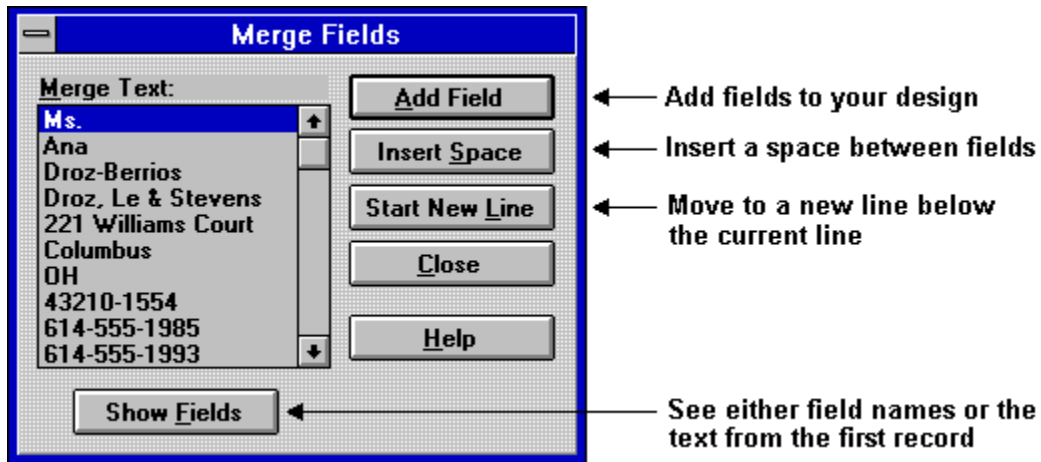 Merge Fields
Merge Text:
Ms.
Ana
Droz-Berrios
Droz, Le & Stevens
221 Williams Court
Columbus
OH
43210-1554
614-555-1985
614-555-1993
Add Field
Insert Space
Start New Line
Close
Help
Show Fields
Add fields to your design
Insert a space between fields
Move to a new line below
the current line
See either field names or the
text from the first record